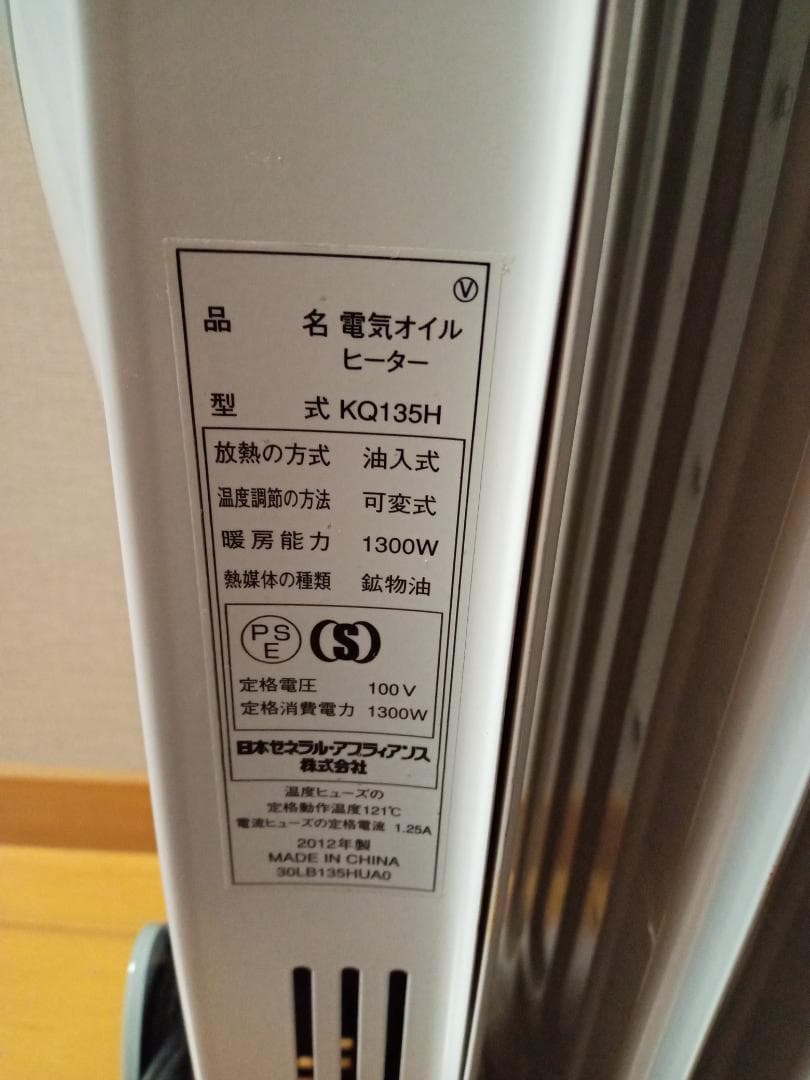 Ⓥ
品名 電気オイル
ヒーター
型式 KQ135H
放熱の方式 油入式
温度調節の方法 可変式
暖房能力 1300W
熱媒体の種類 鉱物油
PS
E
S
定格電圧 100V
定格消費電力 1300W
日本ゼネラル・アプライアンス
株式会社
温度ヒューズの
定格動作温度121℃
電流ヒューズの定格電流 1.25A
2012年製
MADE IN CHINA
30LB135HUA0